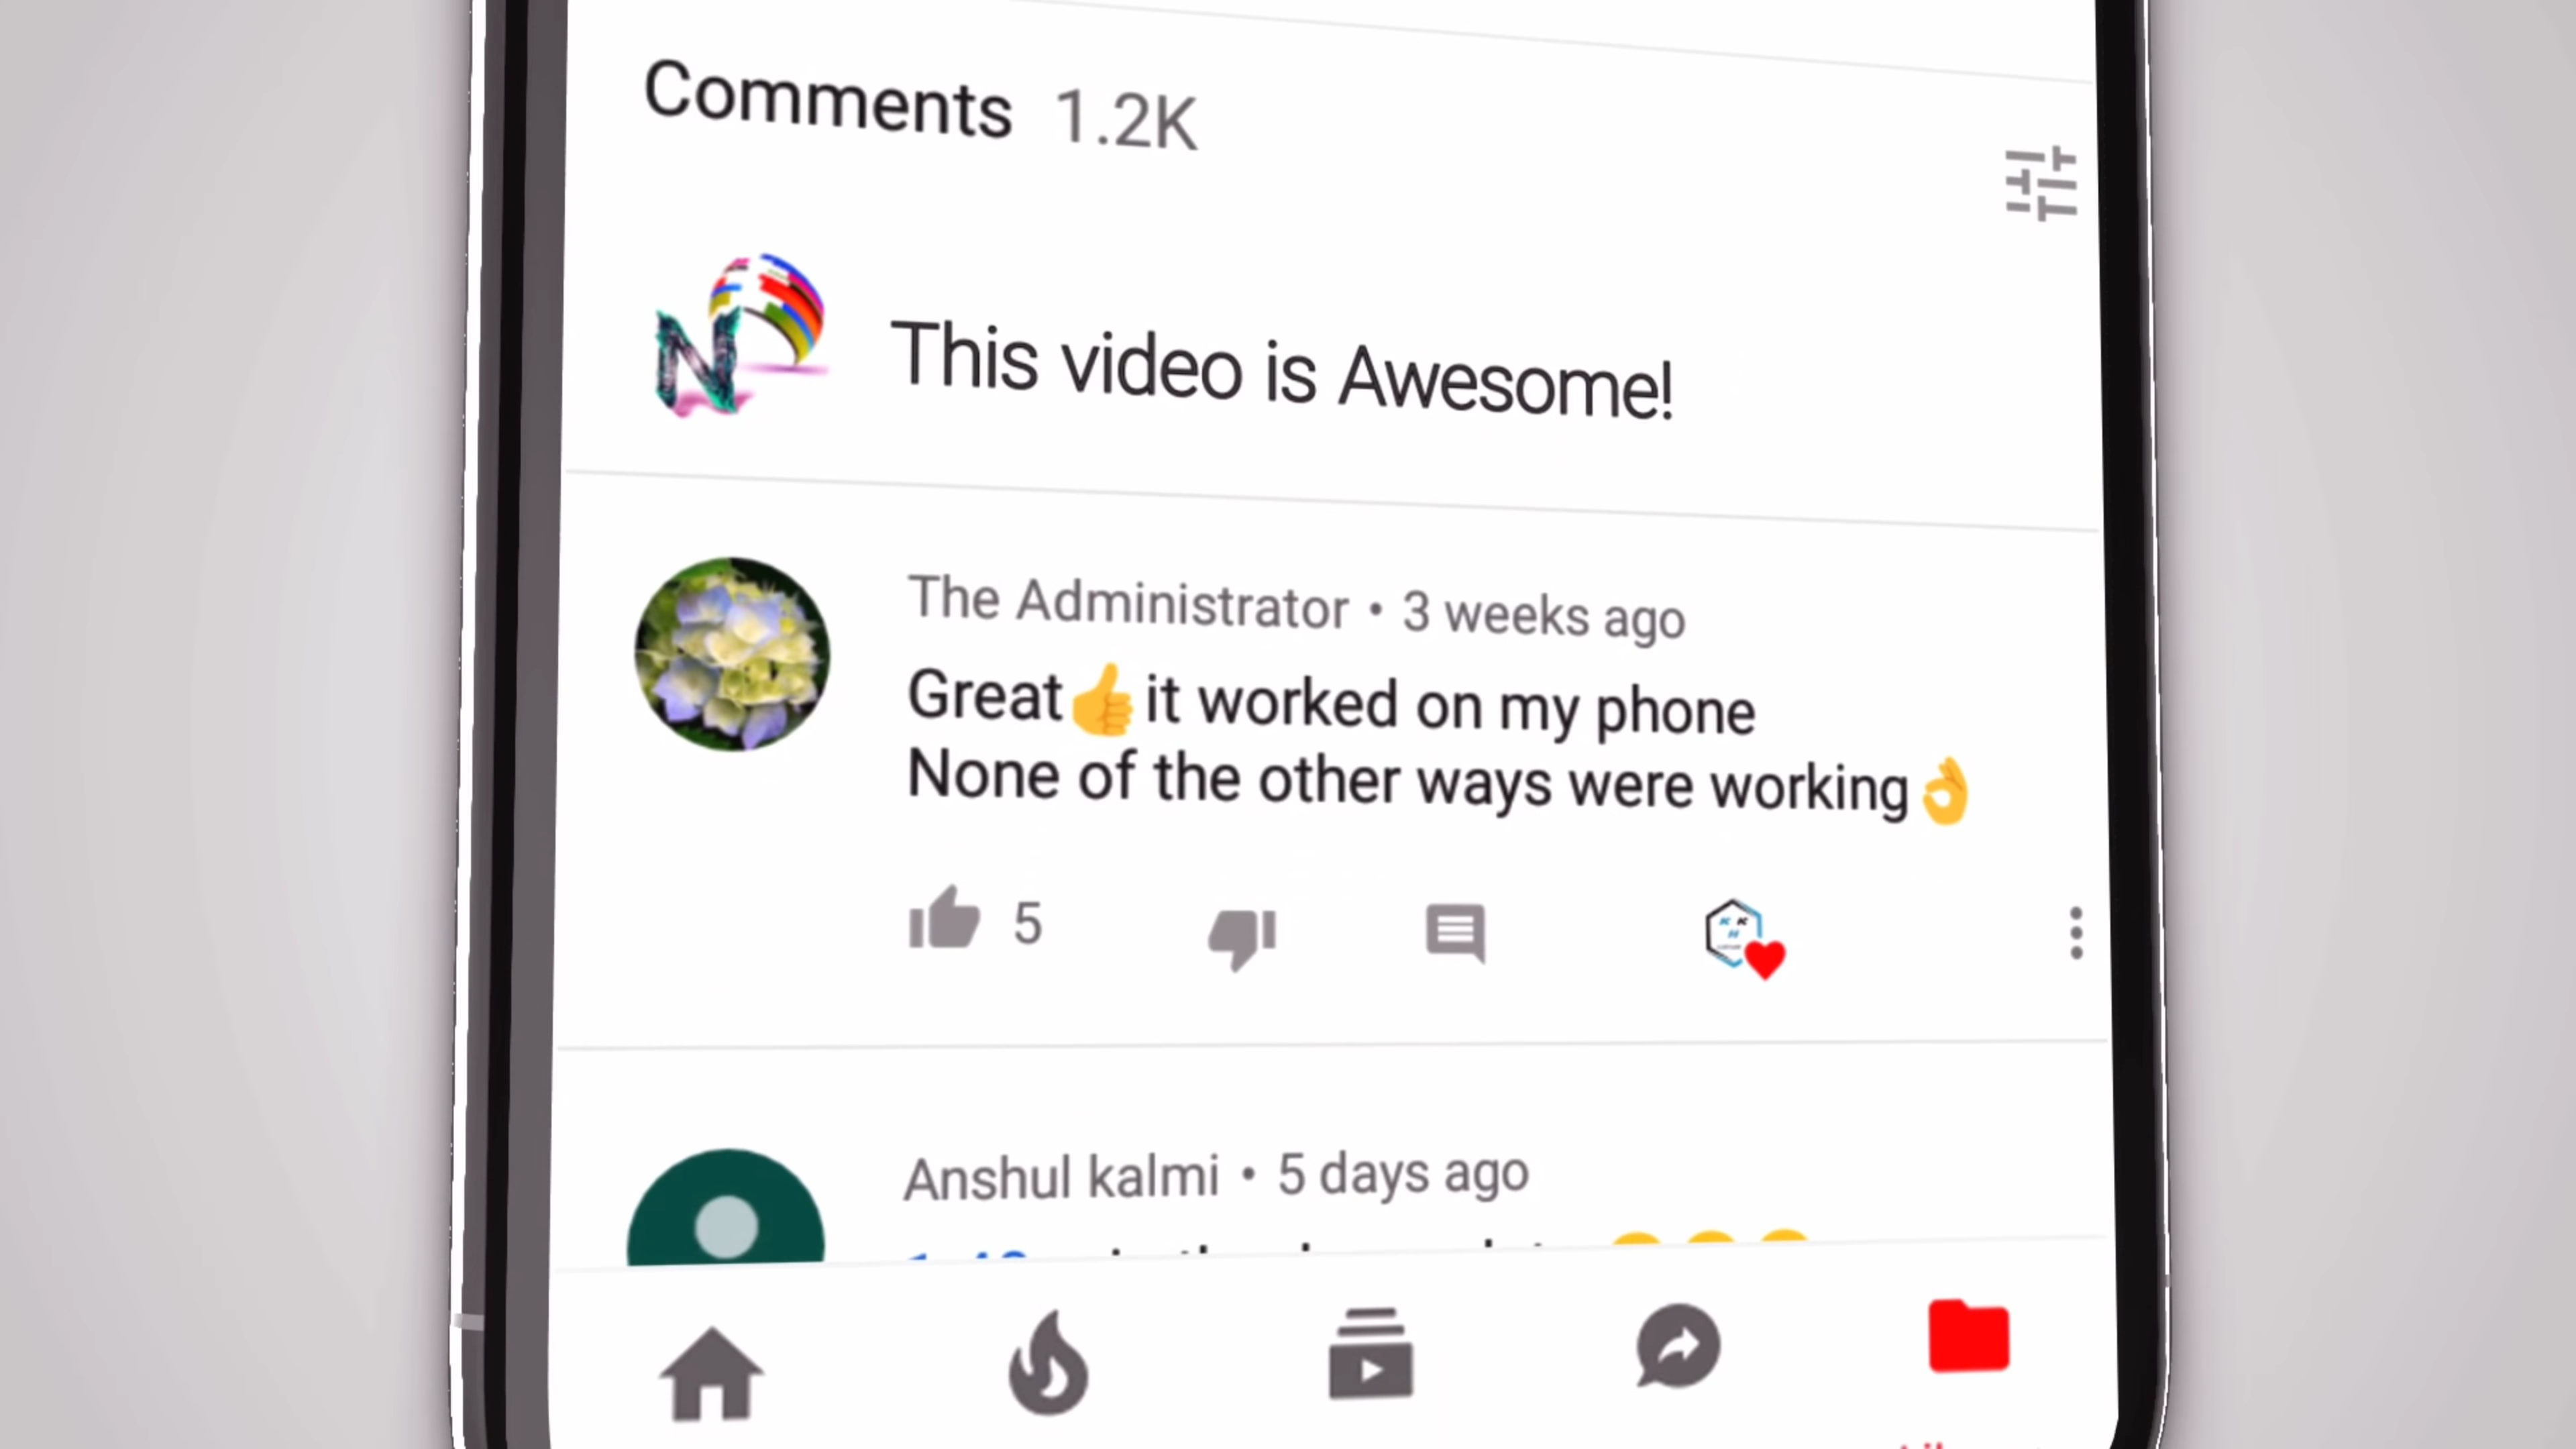 Comments 1.2K
This video is Awesome!
The Administrator • 3 weeks ago
Great👍it worked on my phone
None of the other ways were working👌
5
Anshul kalmi • 5 days ago